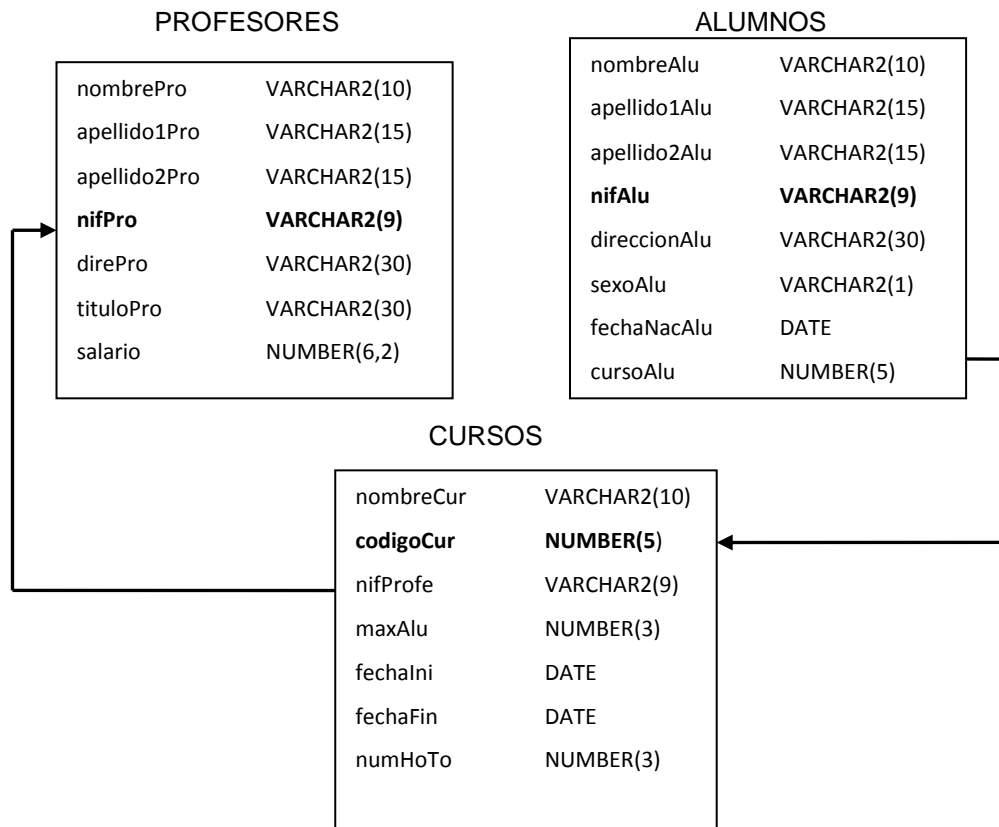 PROFESORES
nombrePro VARCHAR2(10)
apellido1Pro VARCHAR2(15)
apellido2Pro VARCHAR2(15)
nifPro VARCHAR2(9)
direPro VARCHAR2(30)
tituloPro VARCHAR2(30)
salario NUMBER(6,2)
ALUMNOS
nombreAlu VARCHAR2(10)
apellido1Alu VARCHAR2(15)
apellido2Alu VARCHAR2(15)
nifAlu VARCHAR2(9)
direccionAlu VARCHAR2(30)
sexoAlu VARCHAR2(1)
fechaNacAlu DATE
cursoAlu NUMBER(5)
CURSOS
nombreCur VARCHAR2(10)
codigoCur NUMBER(5)
nifProfe VARCHAR2(9)
maxAlu NUMBER(3)
fechaIni DATE
fechaFin DATE
numHoTo NUMBER(3)